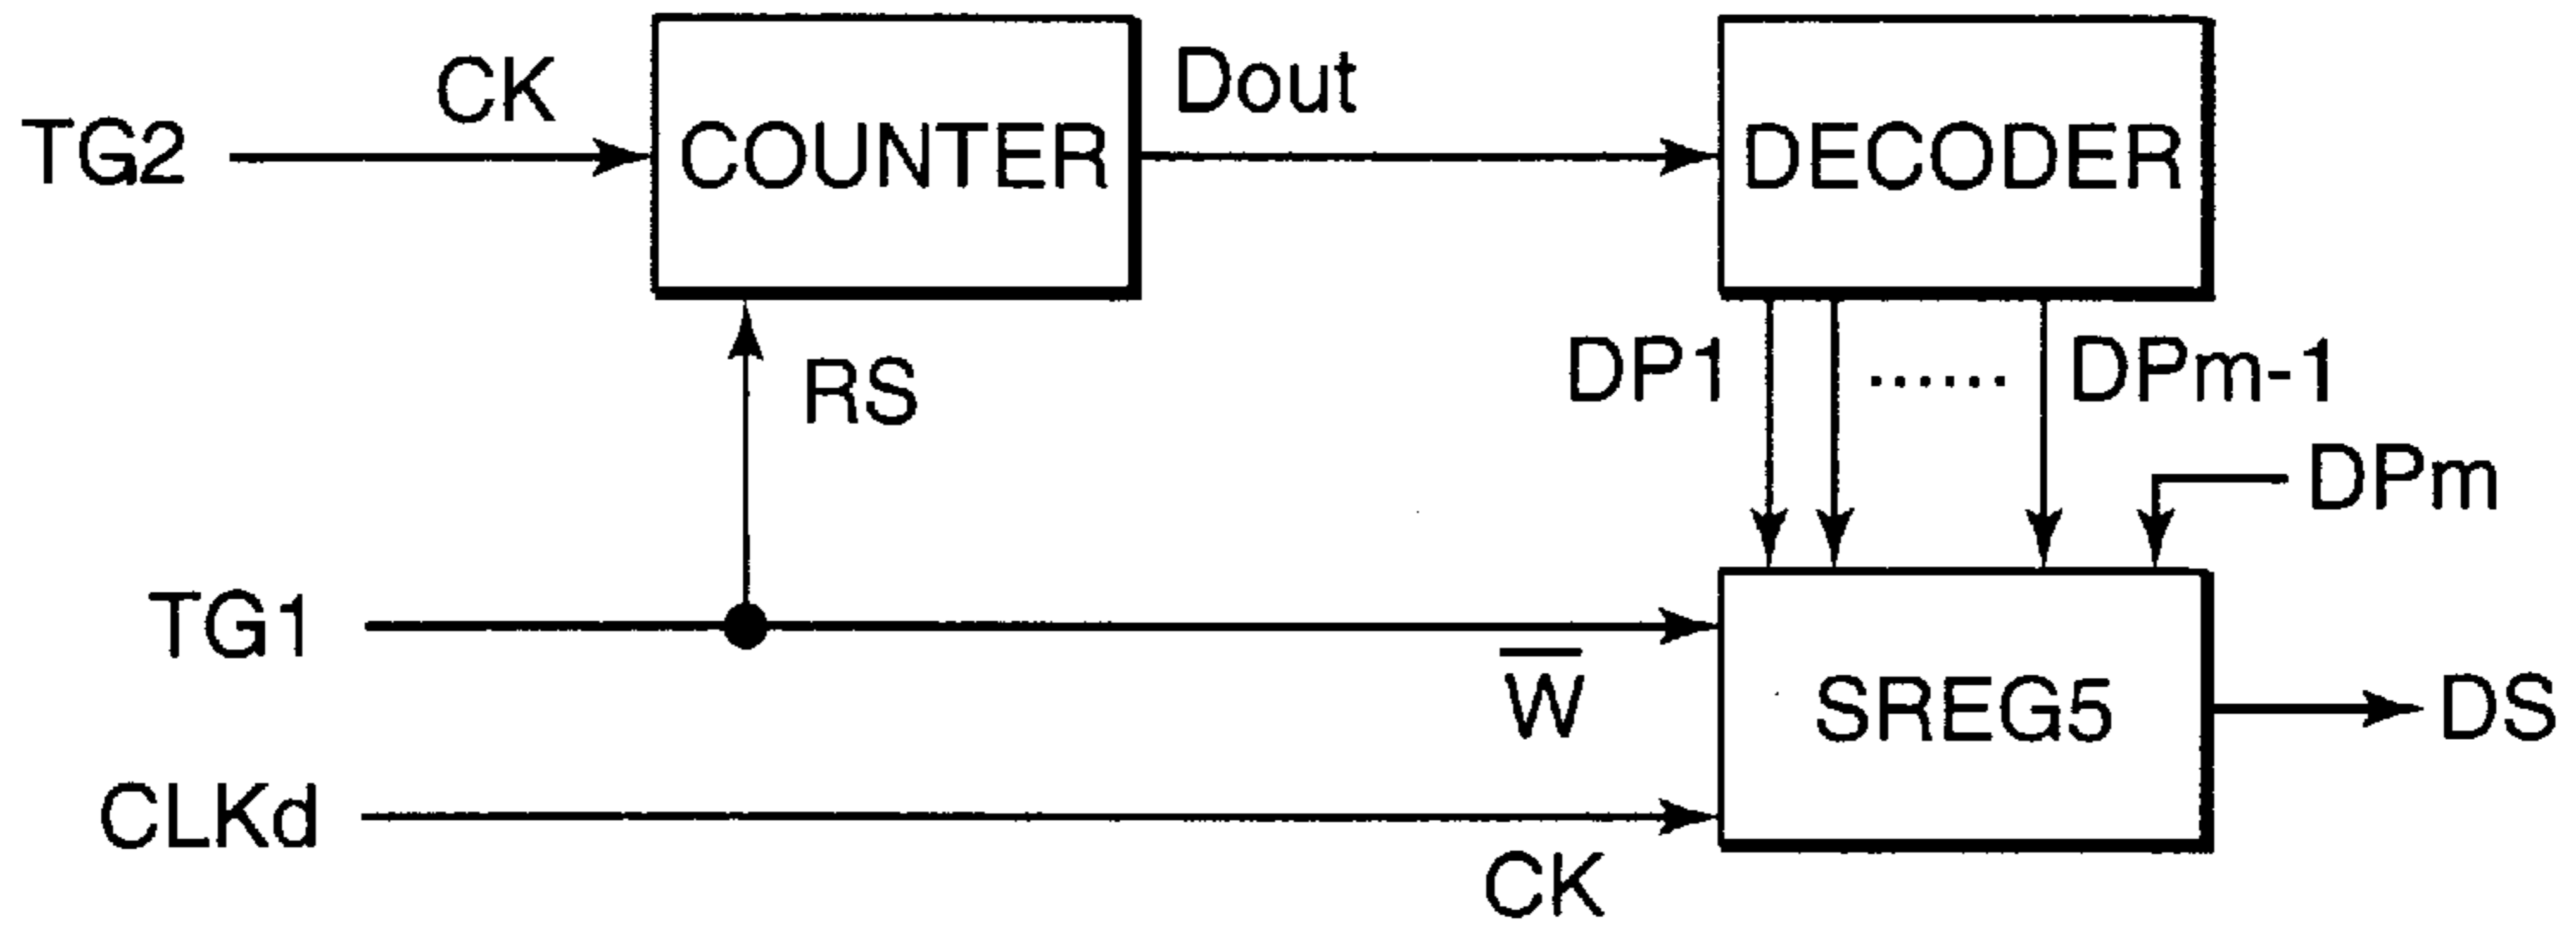 CK
Dout
TG2
COUNTER
DECODER
RS
DP1
......
DPm-1
DPm
TG1
W̅
SREG5
DS
CLKd
CK